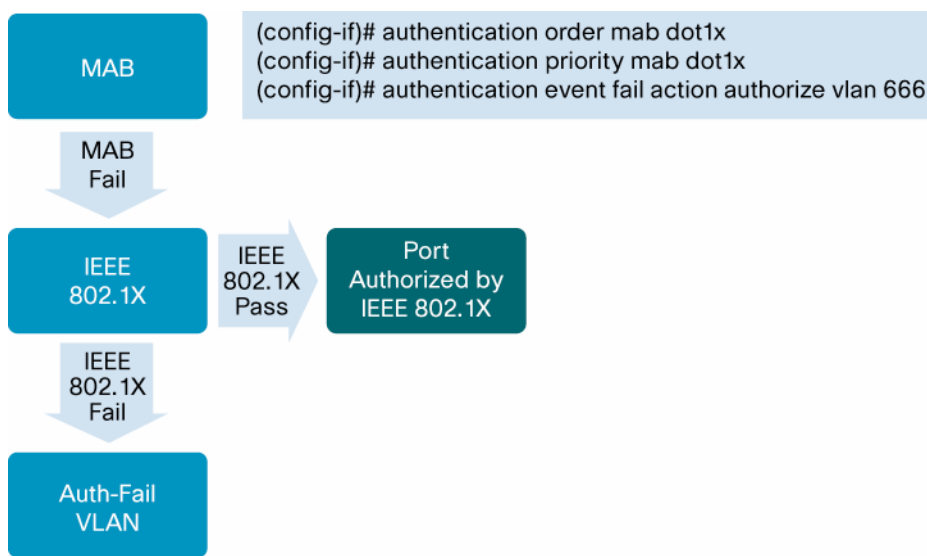 MAB
(config-if)# authentication order mab dot1x
(config-if)# authentication priority mab dot1x
(config-if)# authentication event fail action authorize vlan 666
MAB
Fail
IEEE
802.1X
IEEE
802.1X
Pass
Port
Authorized by
IEEE 802.1X
IEEE
802.1X
Fail
Auth-Fail
VLAN